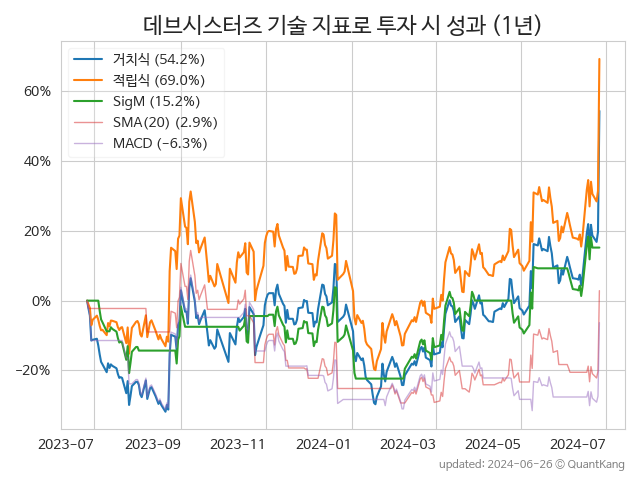 데브시스터즈 기술 지표로 투자 시 성과 (1년)
거치식 (54.2%)
적립식 (69.0%)
SigM (15.2%)
SMA(20) (2.9%)
MACD (−6.3%)
60%
40%
20%
0%
−20%
2023-07 2023-09 2023-11 2024-01 2024-03 2024-05 2024-07
updated: 2024-06-26 ⓒ QuantKang